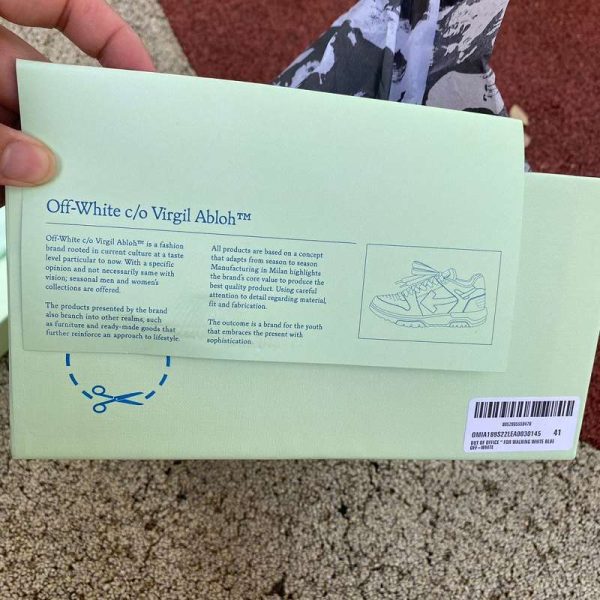 Off-White c/o Virgil Abloh™
Off-White c/o Virgil Abloh™ is a fashion
brand rooted in current culture at a taste
level particular to now. With a specific
opinion and not necessarily same with
vision; seasonal men and women's
collections are offered.
The products presented by the brand
also branch into other realms, such
as furniture and ready-made goods that
further reinforce an approach to lifestyle.
All products are based on a concept
that adapts from season to season
Manufacturing in Milan highlights
the brand's core value to produce the
best quality product. Using careful
attention to detail regarding material,
fit and fabrication.
The outcome is a brand for the youth
that embraces the present with
sophistication.
41
OUT OF OFFICE " FOR WALKING WHITE BLUE
OFF-WHITE